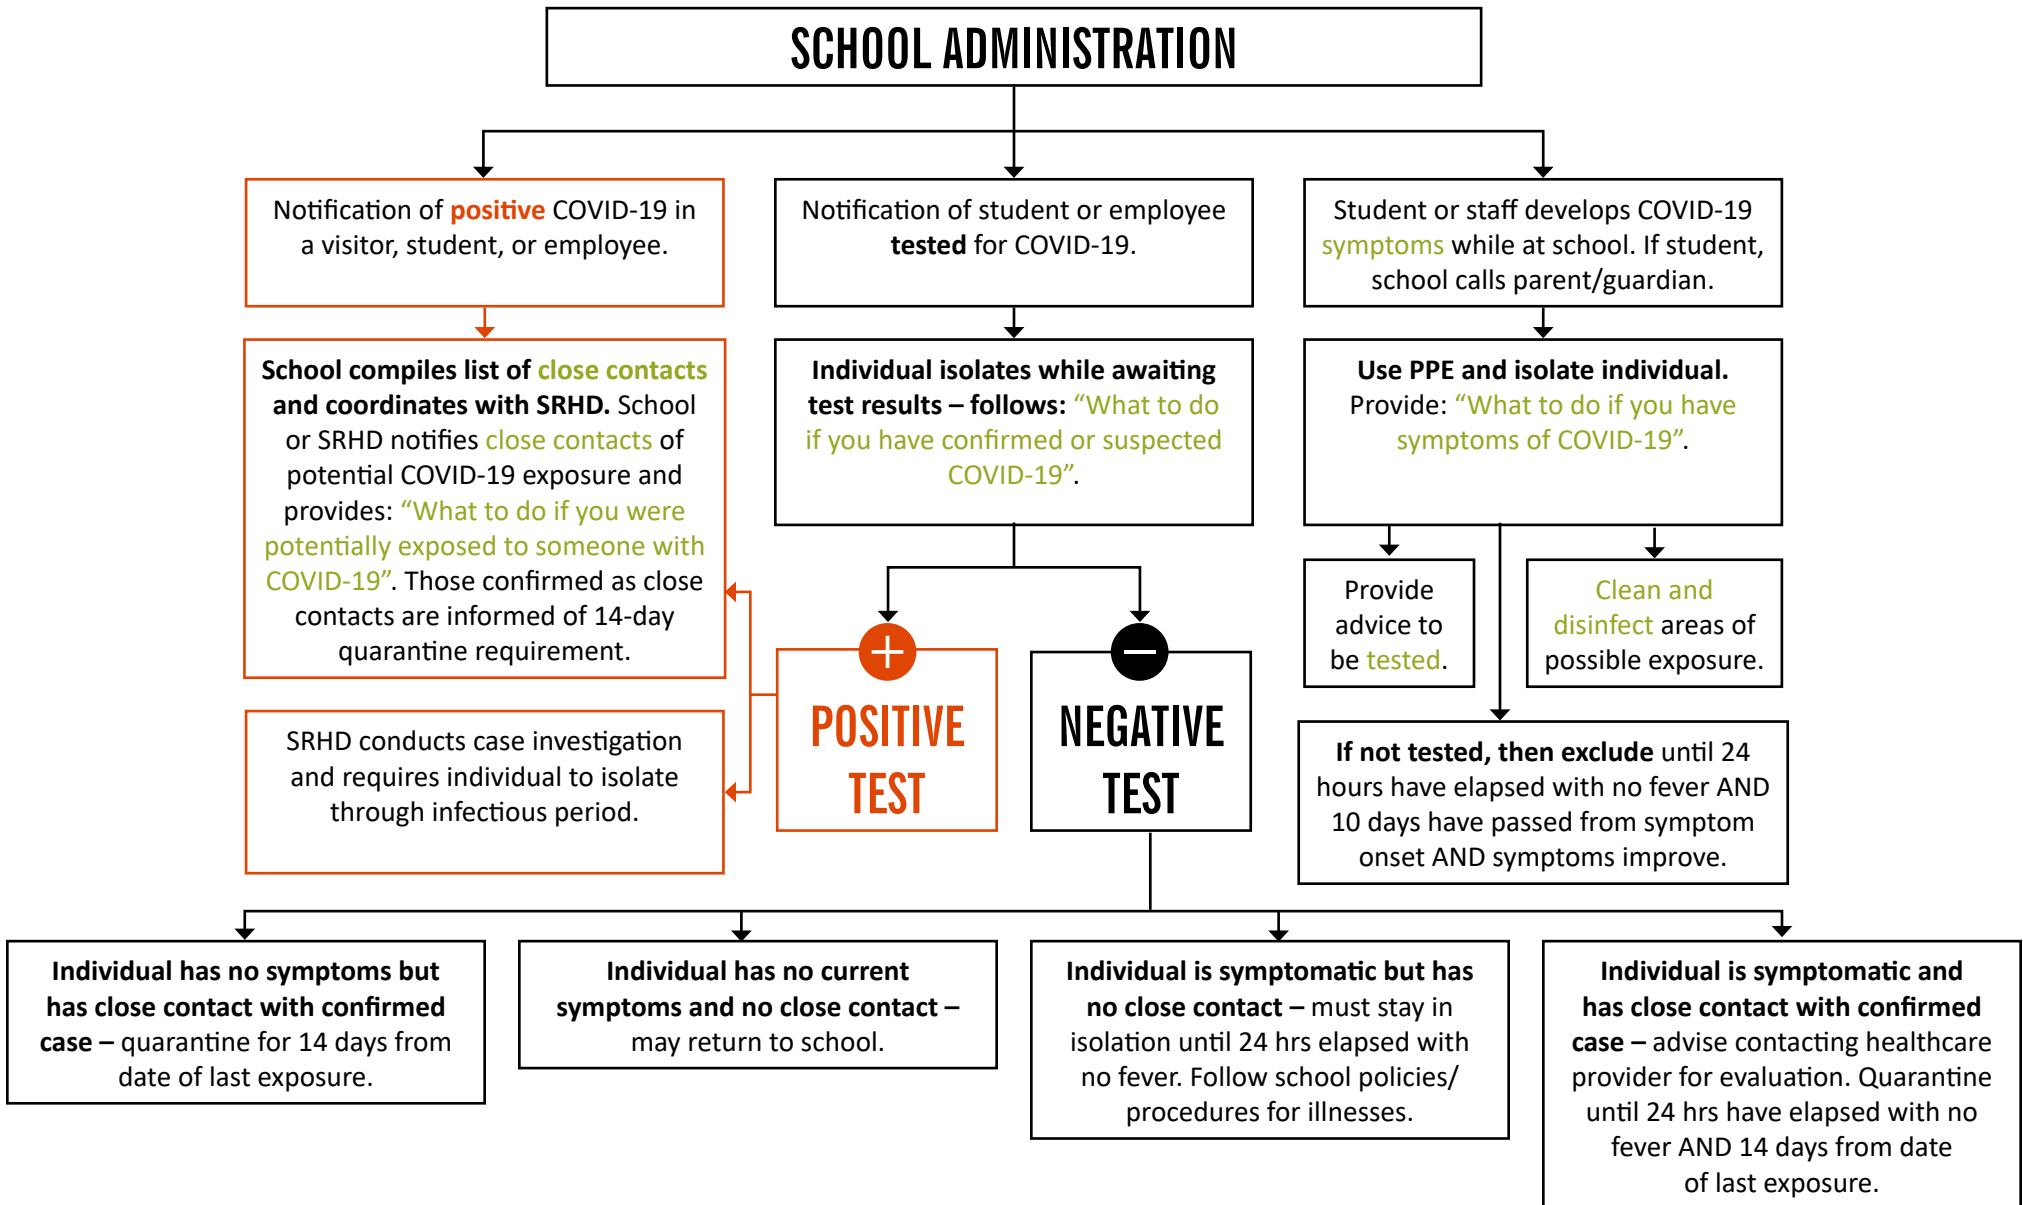 SCHOOL ADMINISTRATION
Notification of positive COVID-19 in
a visitor, student, or employee.
Notification of student or employee
tested for COVID-19.
Student or staff develops COVID-19
symptoms while at school. If student,
school calls parent/guardian.
School compiles list of close contacts
and coordinates with SRHD. School
or SRHD notifies close contacts of
potential COVID-19 exposure and
provides: “What to do if you were
potentially exposed to someone with
COVID-19”. Those confirmed as close
contacts are informed of 14-day
quarantine requirement.
Individual isolates while awaiting
test results – follows: “What to do
if you have confirmed or suspected
COVID-19”.
Use PPE and isolate individual.
Provide: “What to do if you have
symptoms of COVID-19”.
Provide
advice to
be tested.
Clean and
disinfect areas of
possible exposure.
SRHD conducts case investigation
and requires individual to isolate
through infectious period.
+
POSITIVE
TEST
–
NEGATIVE
TEST
If not tested, then exclude until 24
hours have elapsed with no fever AND
10 days have passed from symptom
onset AND symptoms improve.
Individual has no symptoms but
has close contact with confirmed
case – quarantine for 14 days from
date of last exposure.
Individual has no current
symptoms and no close contact –
may return to school.
Individual is symptomatic but has
no close contact – must stay in
isolation until 24 hrs elapsed with
no fever. Follow school policies/
procedures for illnesses.
Individual is symptomatic and
has close contact with confirmed
case – advise contacting healthcare
provider for evaluation. Quarantine
until 24 hrs have elapsed with no
fever AND 14 days from date
of last exposure.